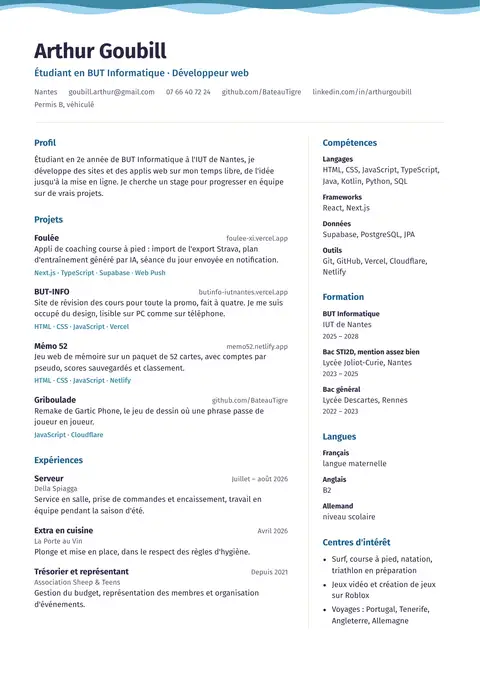 Arthur Goubill
Étudiant en BUT Informatique · Développeur web
Nantes goubill.arthur@gmail.com 07 66 40 72 24 github.com/BateauTigre linkedin.com/in/arthurgoubill
Permis B, véhiculé
Profil
Étudiant en 2e année de BUT Informatique à l'IUT de Nantes, je
développe des sites et des applis web sur mon temps libre, de l'idée
jusqu'à la mise en ligne. Je cherche un stage pour progresser en équipe
sur de vrais projets.
Projets
Foulée foulee-xi.vercel.app
Appli de coaching course à pied : import de l'export Strava, plan
d'entraînement généré par IA, séance du jour envoyée en notification.
Next.js · TypeScript · Supabase · Web Push
BUT-INFO butinfo-iutnantes.vercel.app
Site de révision des cours pour toute la promo, fait à quatre. Je me suis
occupé du design, lisible sur PC comme sur téléphone.
HTML · CSS · JavaScript · Vercel
Mémo 52 memo52.netlify.app
Jeu web de mémoire sur un paquet de 52 cartes, avec comptes par
pseudo, scores sauvegardés et classement.
HTML · CSS · JavaScript · Netlify
Griboulade github.com/BateauTigre
Remake de Gartic Phone, le jeu de dessin où une phrase passe de
joueur en joueur.
JavaScript · Cloudflare
Expériences
Serveur Juillet – août 2026
Della Spiagga
Service en salle, prise de commandes et encaissement, travail en
équipe pendant la saison d'été.
Extra en cuisine Avril 2026
La Porte au Vin
Plonge et mise en place, dans le respect des règles d'hygiène.
Trésorier et représentant Depuis 2021
Association Sheep & Teens
Gestion du budget, représentation des membres et organisation
d'événements.
Compétences
Langages
HTML, CSS, JavaScript, TypeScript,
Java, Kotlin, Python, SQL
Frameworks
React, Next.js
Données
Supabase, PostgreSQL, JPA
Outils
Git, GitHub, Vercel, Cloudflare,
Netlify
Formation
BUT Informatique
IUT de Nantes
2025 – 2028
Bac STI2D, mention assez bien
Lycée Joliot-Curie, Nantes
2023 – 2025
Bac général
Lycée Descartes, Rennes
2022 – 2023
Langues
Français
langue maternelle
Anglais
B2
Allemand
niveau scolaire
Centres d'intérêt
• Surf, course à pied, natation,
triathlon en préparation
• Jeux vidéo et création de jeux
sur Roblox
• Voyages : Portugal, Tenerife,
Angleterre, Allemagne